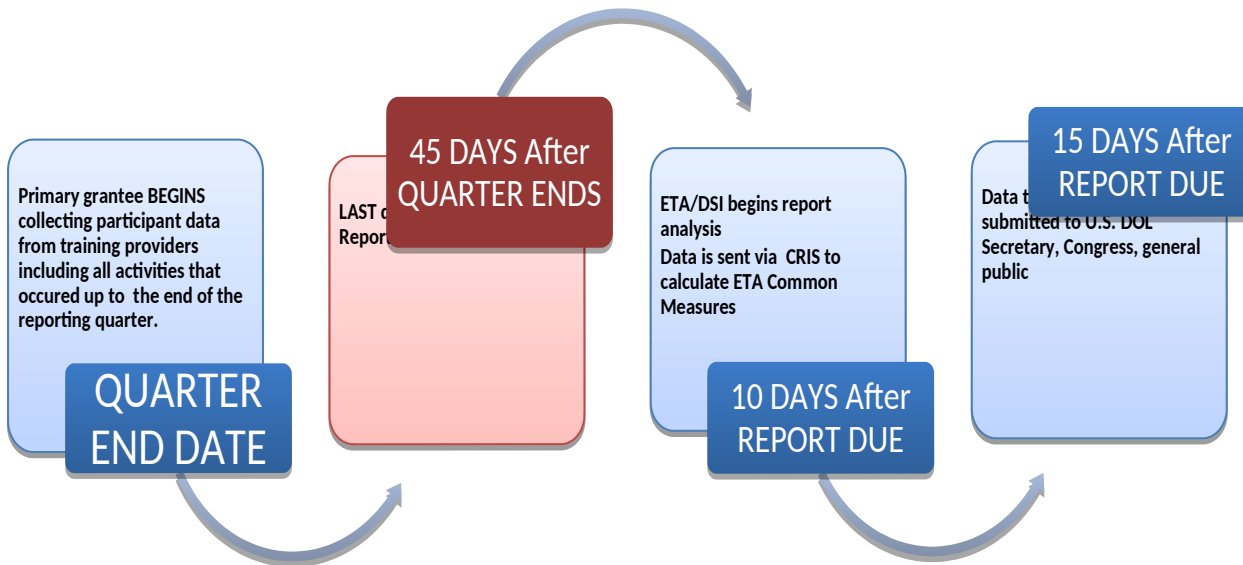 Primary grantee BEGINS
collecting participant data
from training providers
including all activities that
occured up to  the end of the
reporting quarter.
QUARTER
END DATE
45 DAYS After
QUARTER ENDS
LAST
ETA/DSI begins report
analysis
Data is sent via  CRIS to
calculate ETA Common
Measures
10 DAYS After
REPORT DUE
15 DAYS After
REPORT DUE
Data
submitted to U.S. DOL
Secretary, Congress, general
public